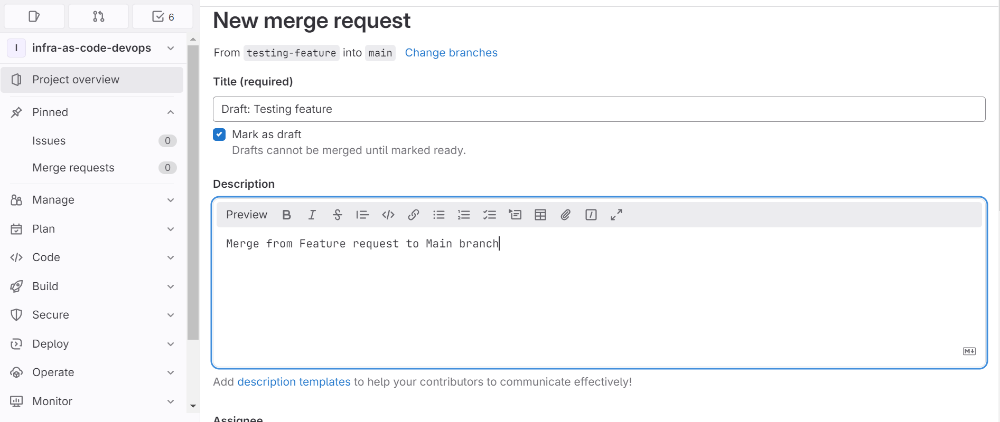 6
I infra-as-code-devops
Project overview
Pinned
Issues 0
Merge requests 0
Manage
Plan
Code
Build
Secure
Deploy
Operate
Monitor
New merge request
From testing-feature into main Change branches
Title (required)
Draft: Testing feature
Mark as draft
Drafts cannot be merged until marked ready.
Description
Preview
Merge from Feature request to Main branch
Add description templates to help your contributors to communicate effectively!
Assignee